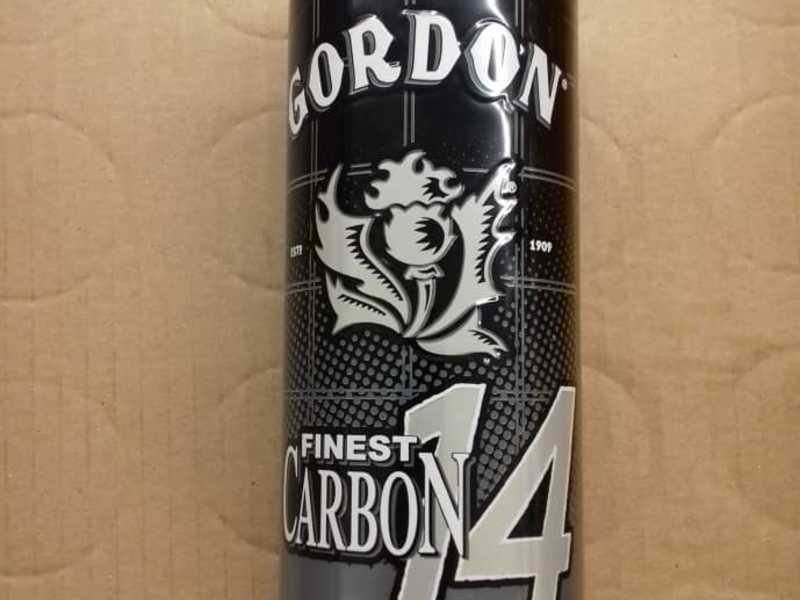 GORDON®
®
ESTD 1909
FINEST
CARBON
14